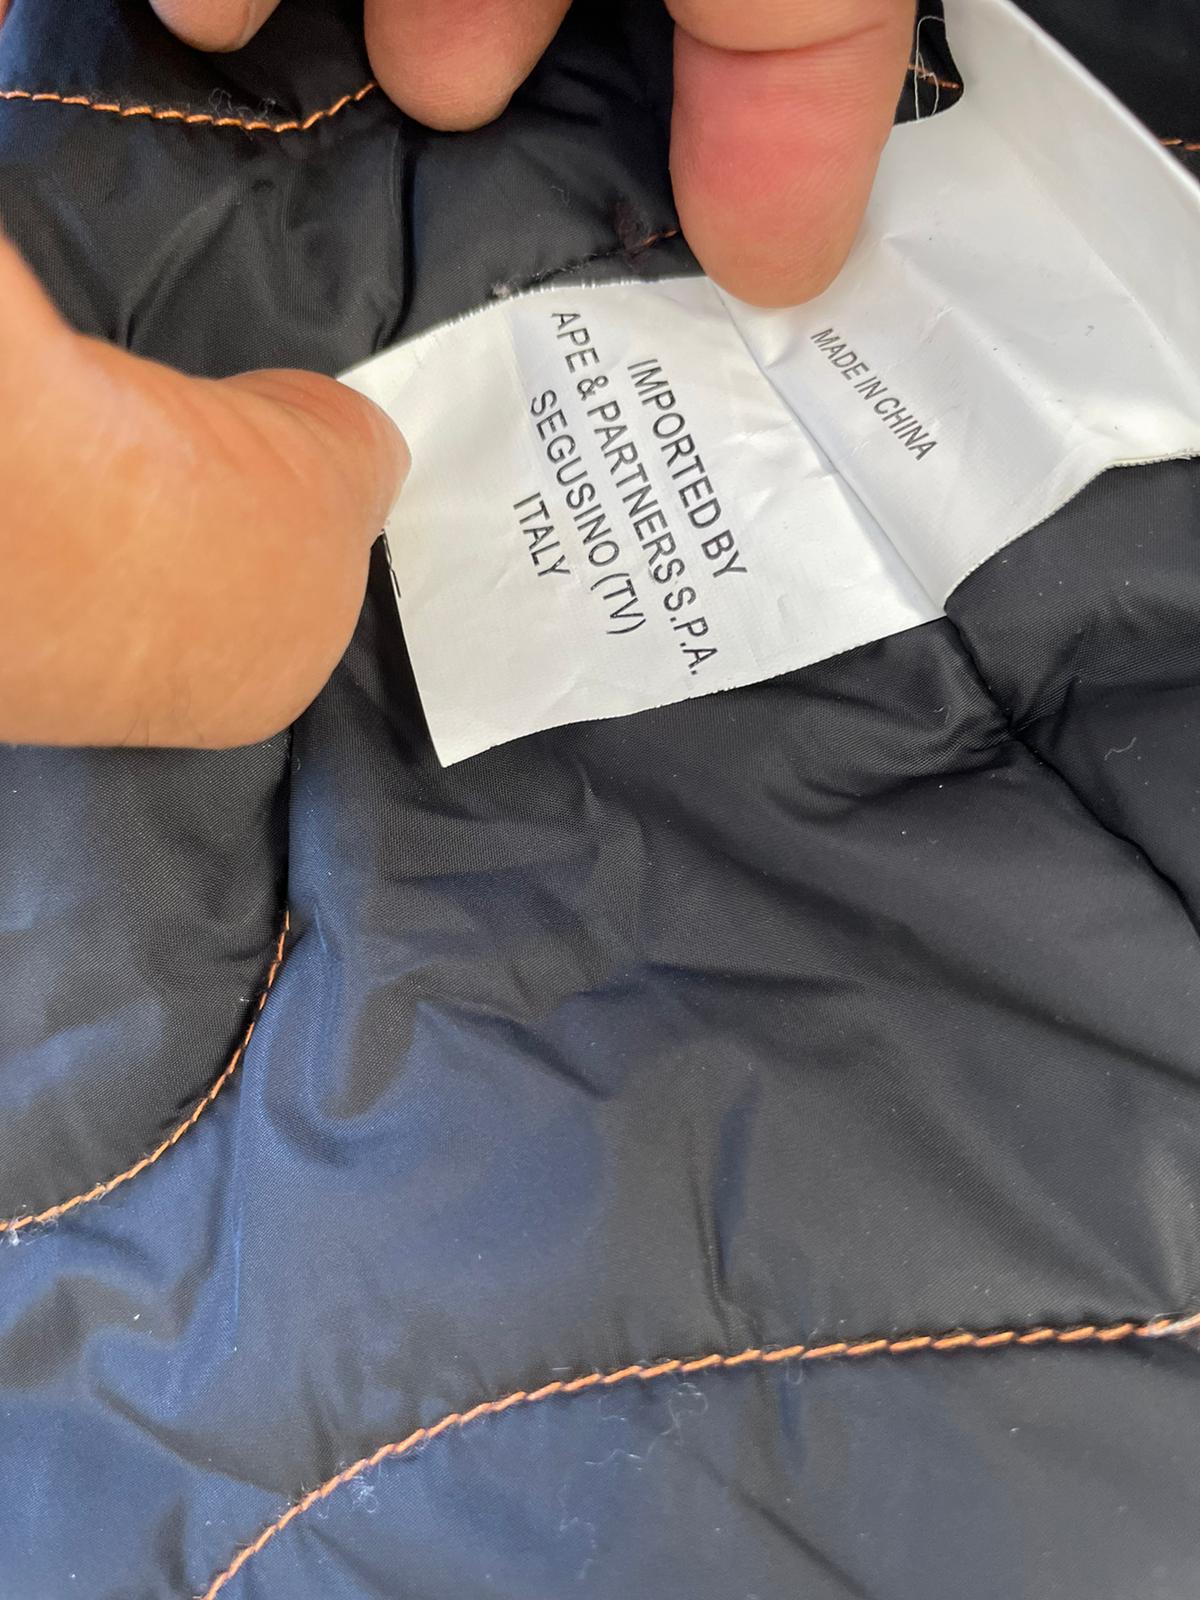 MADE IN CHINA
IMPORTED BY
APE & PARTNERS S.P.A.
SEGUSINO (TV)
ITALY